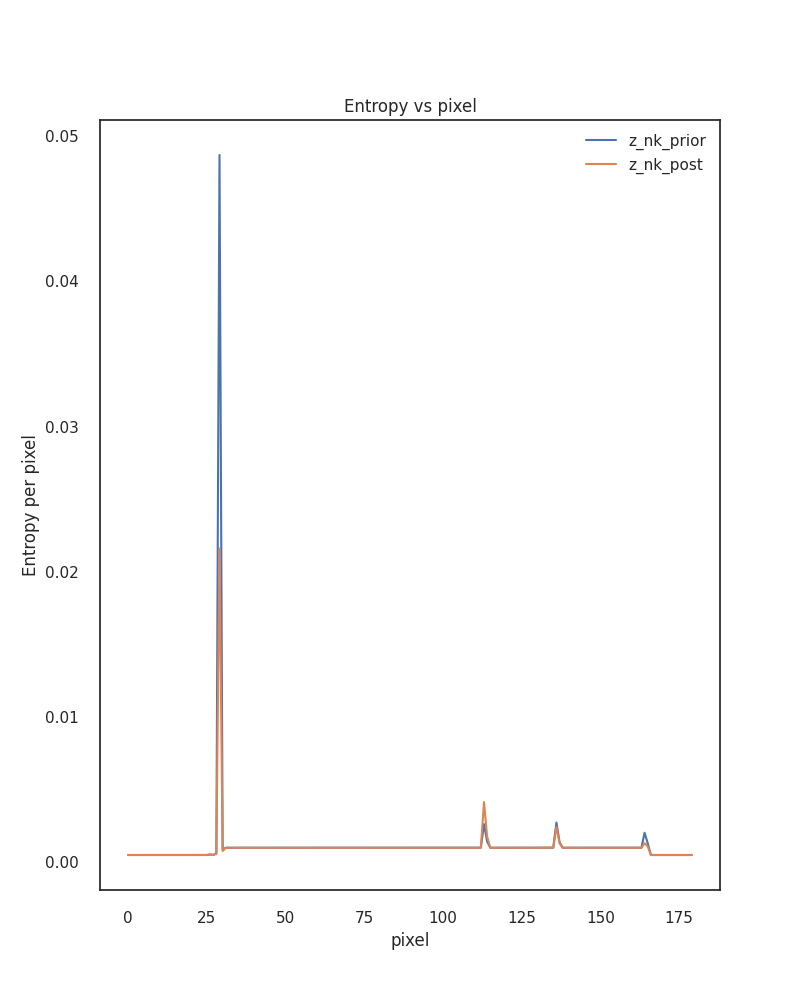 Entropy vs pixel
z_nk_prior
z_nk_post
Entropy per pixel
0.05
0.04
0.03
0.02
0.01
0.00
0 25 50 75 100 125 150 175
pixel